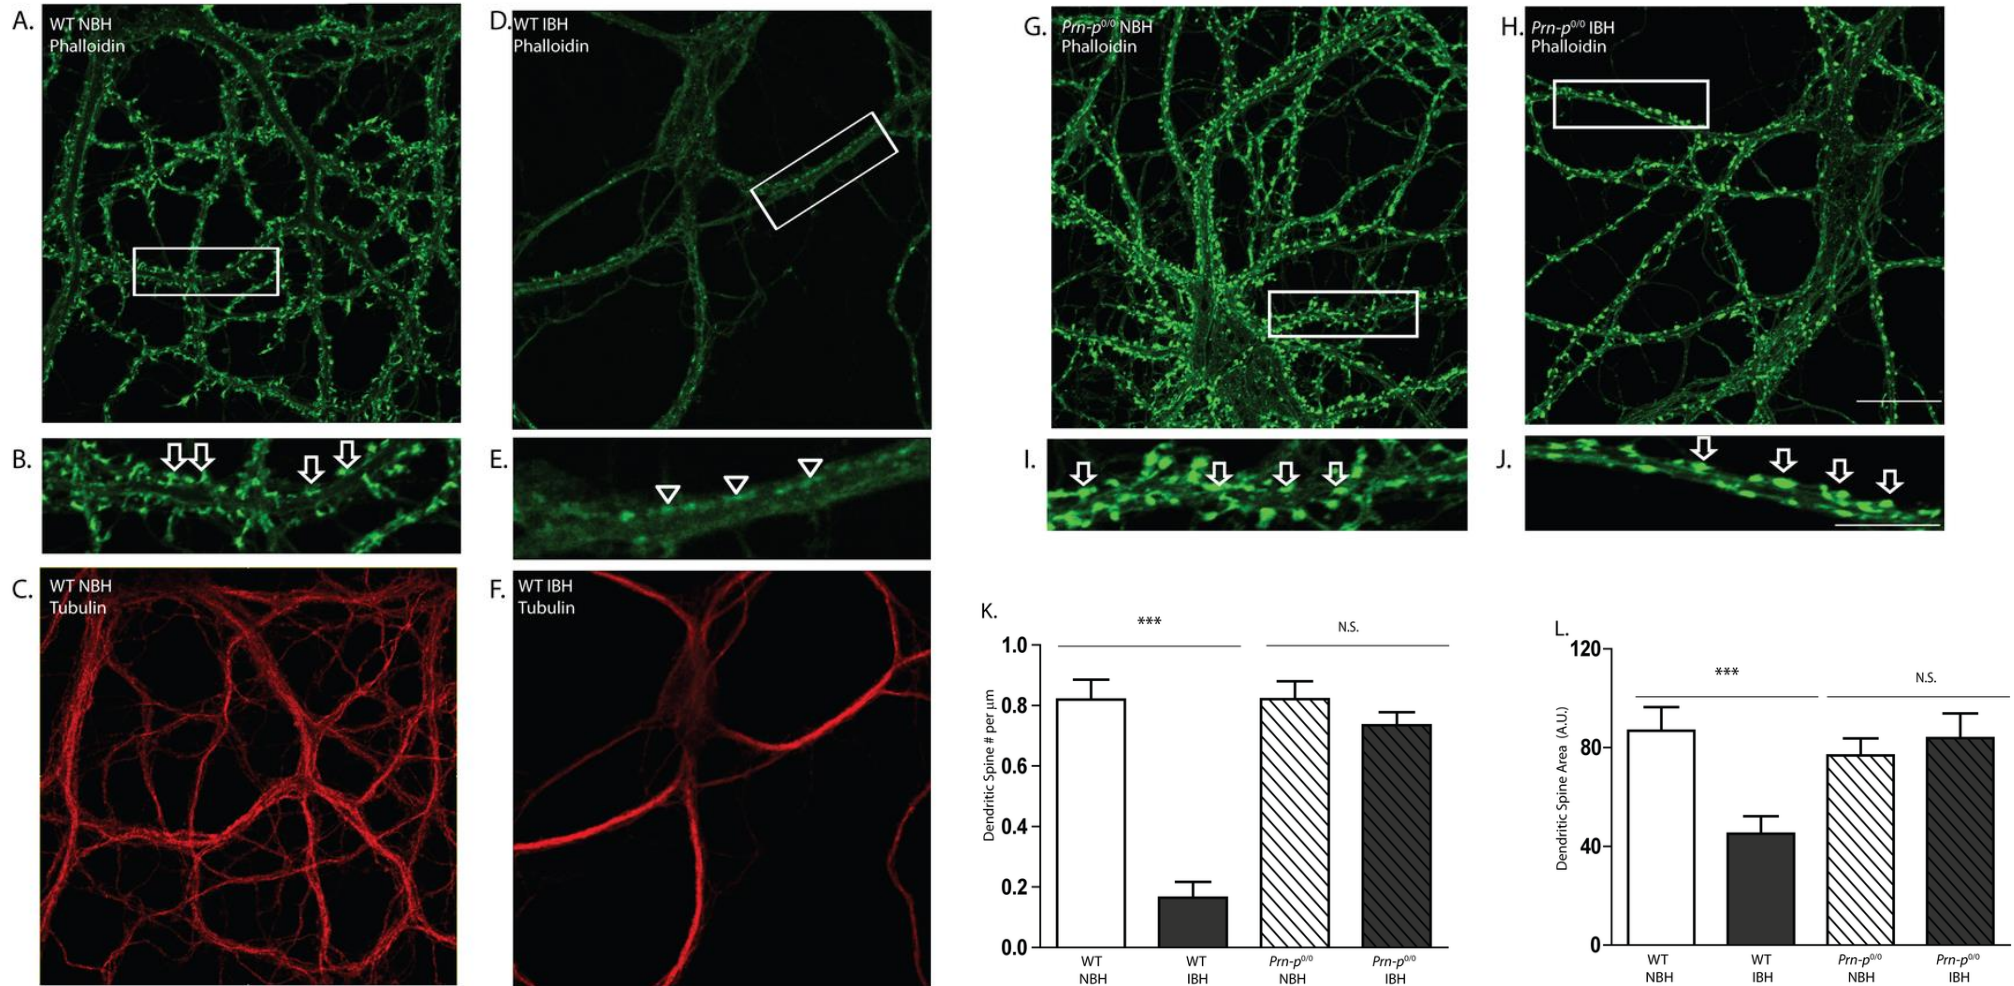 A.
WT NBH
Phalloidin
D.
WT IBH
Phalloidin
G.
Prn-p⁰/⁰ NBH
Phalloidin
H.
Prn-p⁰/⁰ IBH
Phalloidin
B.
E.
I.
J.
C.
WT NBH
Tubulin
F.
WT IBH
Tubulin
K.
***
N.S.
Dendritic Spine # per µm
1.0
0.8
0.6
0.4
0.2
0.0
WT
NBH
WT
IBH
Prn-p⁰/⁰
NBH
Prn-p⁰/⁰
IBH
L.
***
N.S.
Dendritic Spine Area (A.U.)
120
80
40
0
WT
NBH
WT
IBH
Prn-p⁰/⁰
NBH
Prn-p⁰/⁰
IBH